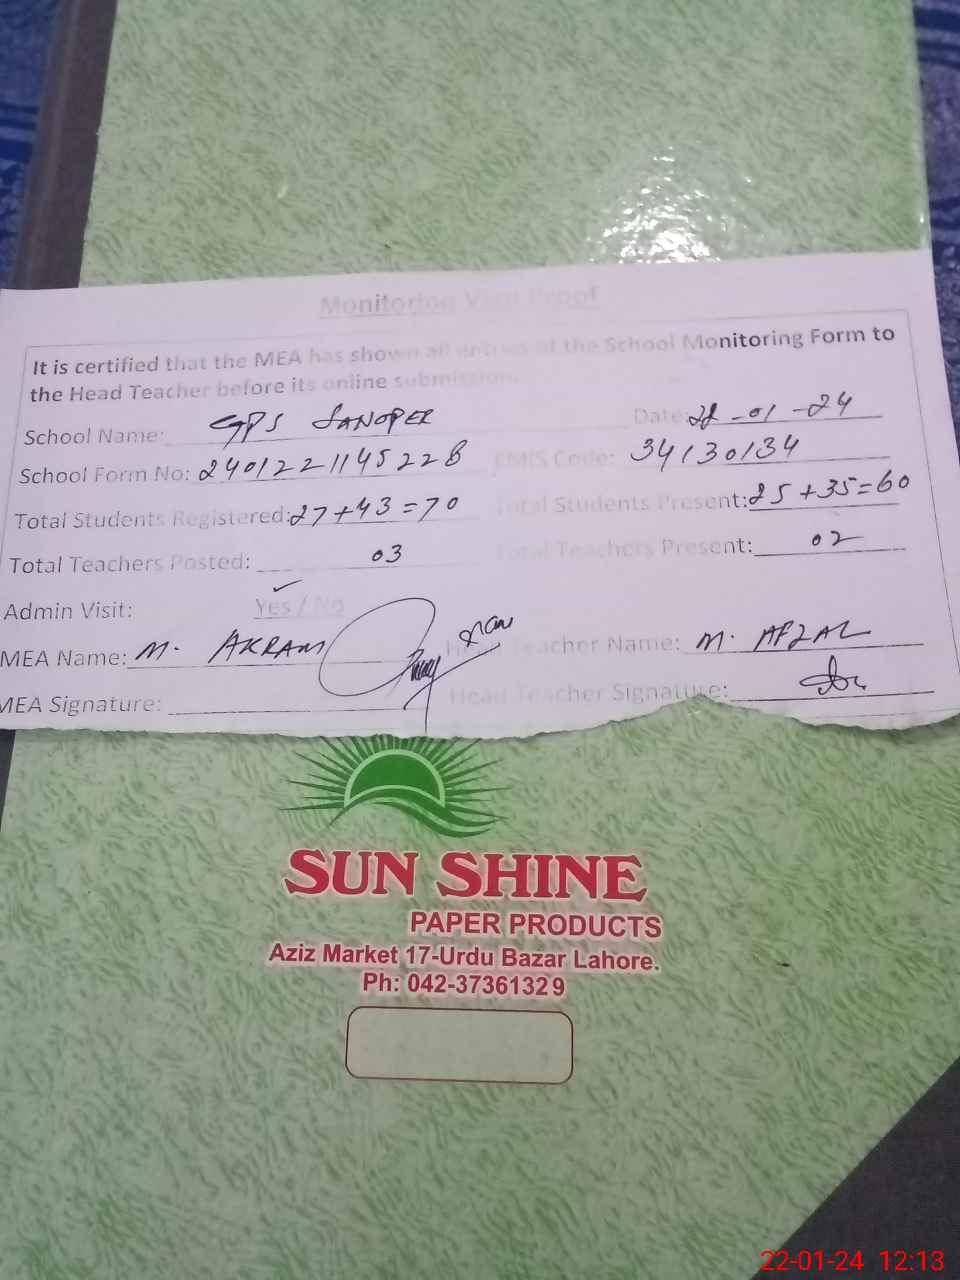 Monitoring Visit Proof
It is certified that the MEA has shown all entries of the School Monitoring Form to
the Head Teacher before its online submission.
School Name: GPS SANOPER Date: 22-01-24
School Form No: 2401221145228 EMIS Code: 34130134
Total Students Registered: 27+43=70 Total Students Present: 25+35=60
Total Teachers Posted: 03 Total Teachers Present: 02
Admin Visit: Yes / No
MEA Name: M. AKRAM Head Teacher Name: M. AFZAL
MEA Signature: Head Teacher Signature:
SUN SHINE
PAPER PRODUCTS
Aziz Market 17-Urdu Bazar Lahore.
Ph: 042-37361329
22-01-24 12:13